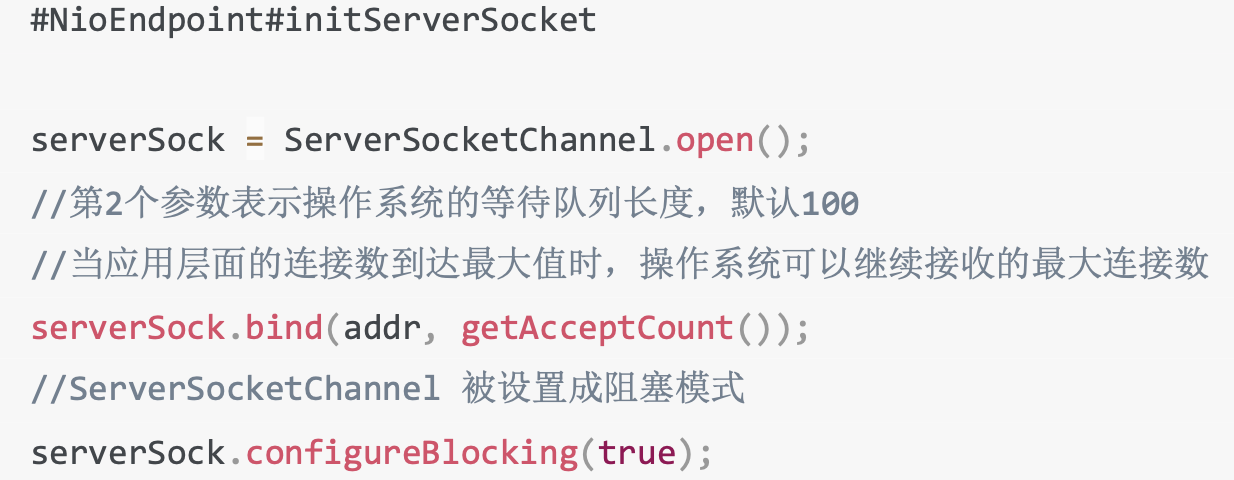 #NioEndpoint#initServerSocket
serverSock = ServerSocketChannel.open();
//第2个参数表示操作系统的等待队列长度，默认100
//当应用层面的连接数到达最大值时，操作系统可以继续接收的最大连接数
serverSock.bind(addr, getAcceptCount());
//ServerSocketChannel 被设置成阻塞模式
serverSock.configureBlocking(true);